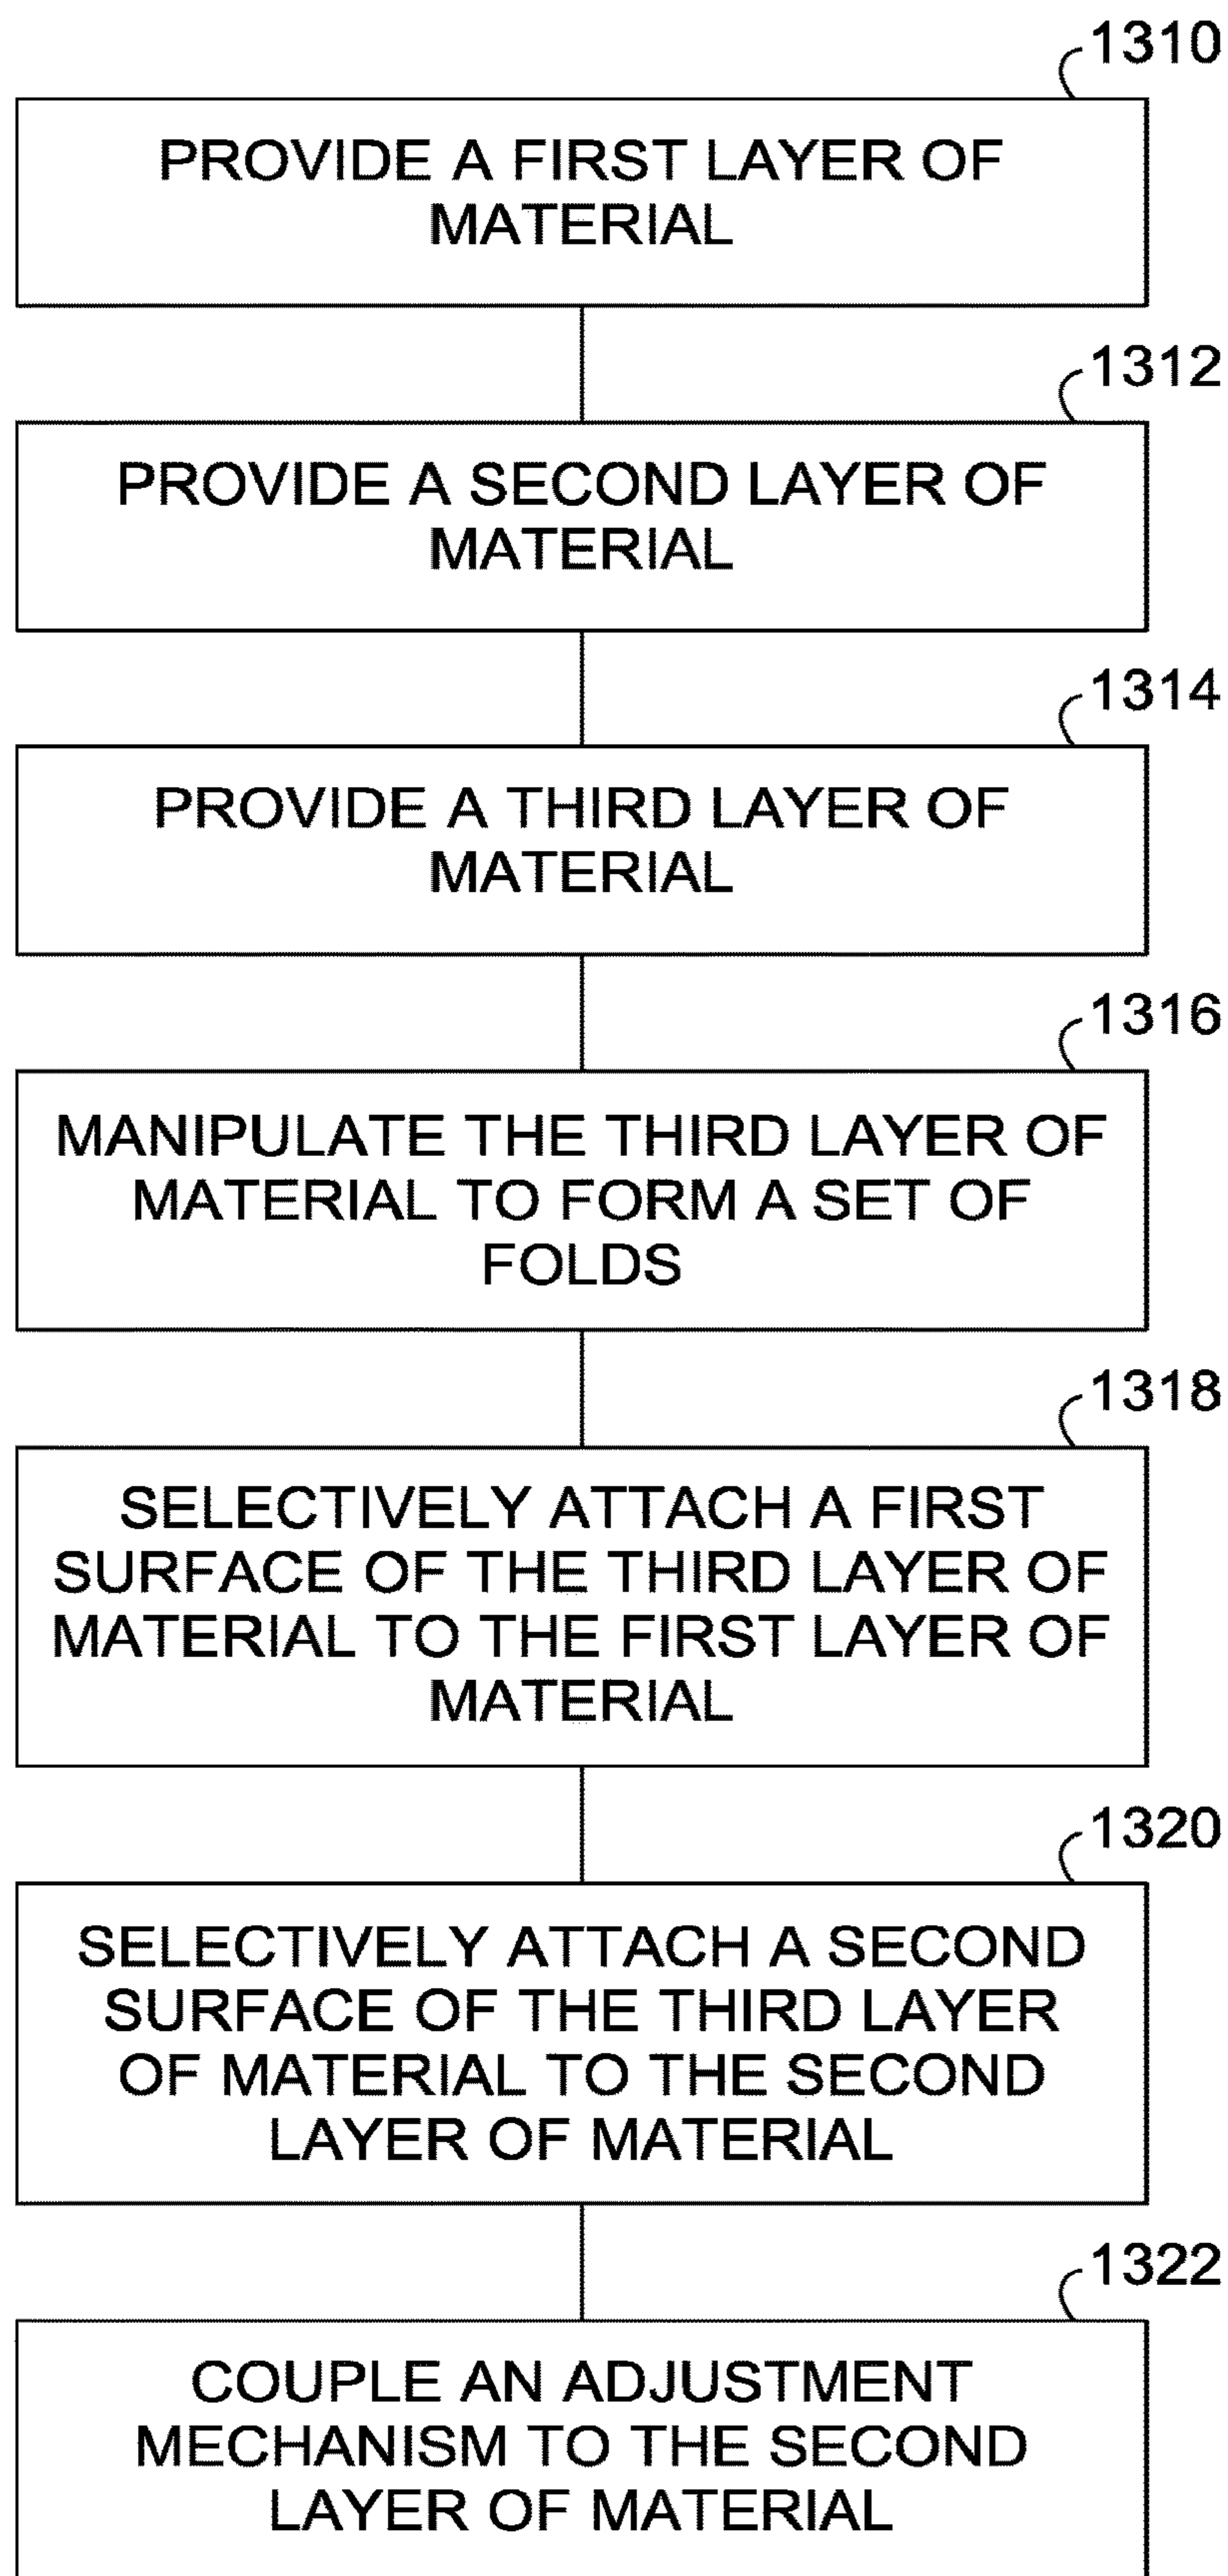 1310
PROVIDE A FIRST LAYER OF
MATERIAL
1312
PROVIDE A SECOND LAYER OF
MATERIAL
1314
PROVIDE A THIRD LAYER OF
MATERIAL
1316
MANIPULATE THE THIRD LAYER OF
MATERIAL TO FORM A SET OF
FOLDS
1318
SELECTIVELY ATTACH A FIRST
SURFACE OF THE THIRD LAYER OF
MATERIAL TO THE FIRST LAYER OF
MATERIAL
1320
SELECTIVELY ATTACH A SECOND
SURFACE OF THE THIRD LAYER
OF MATERIAL TO THE SECOND
LAYER OF MATERIAL
1322
COUPLE AN ADJUSTMENT
MECHANISM TO THE SECOND
LAYER OF MATERIAL